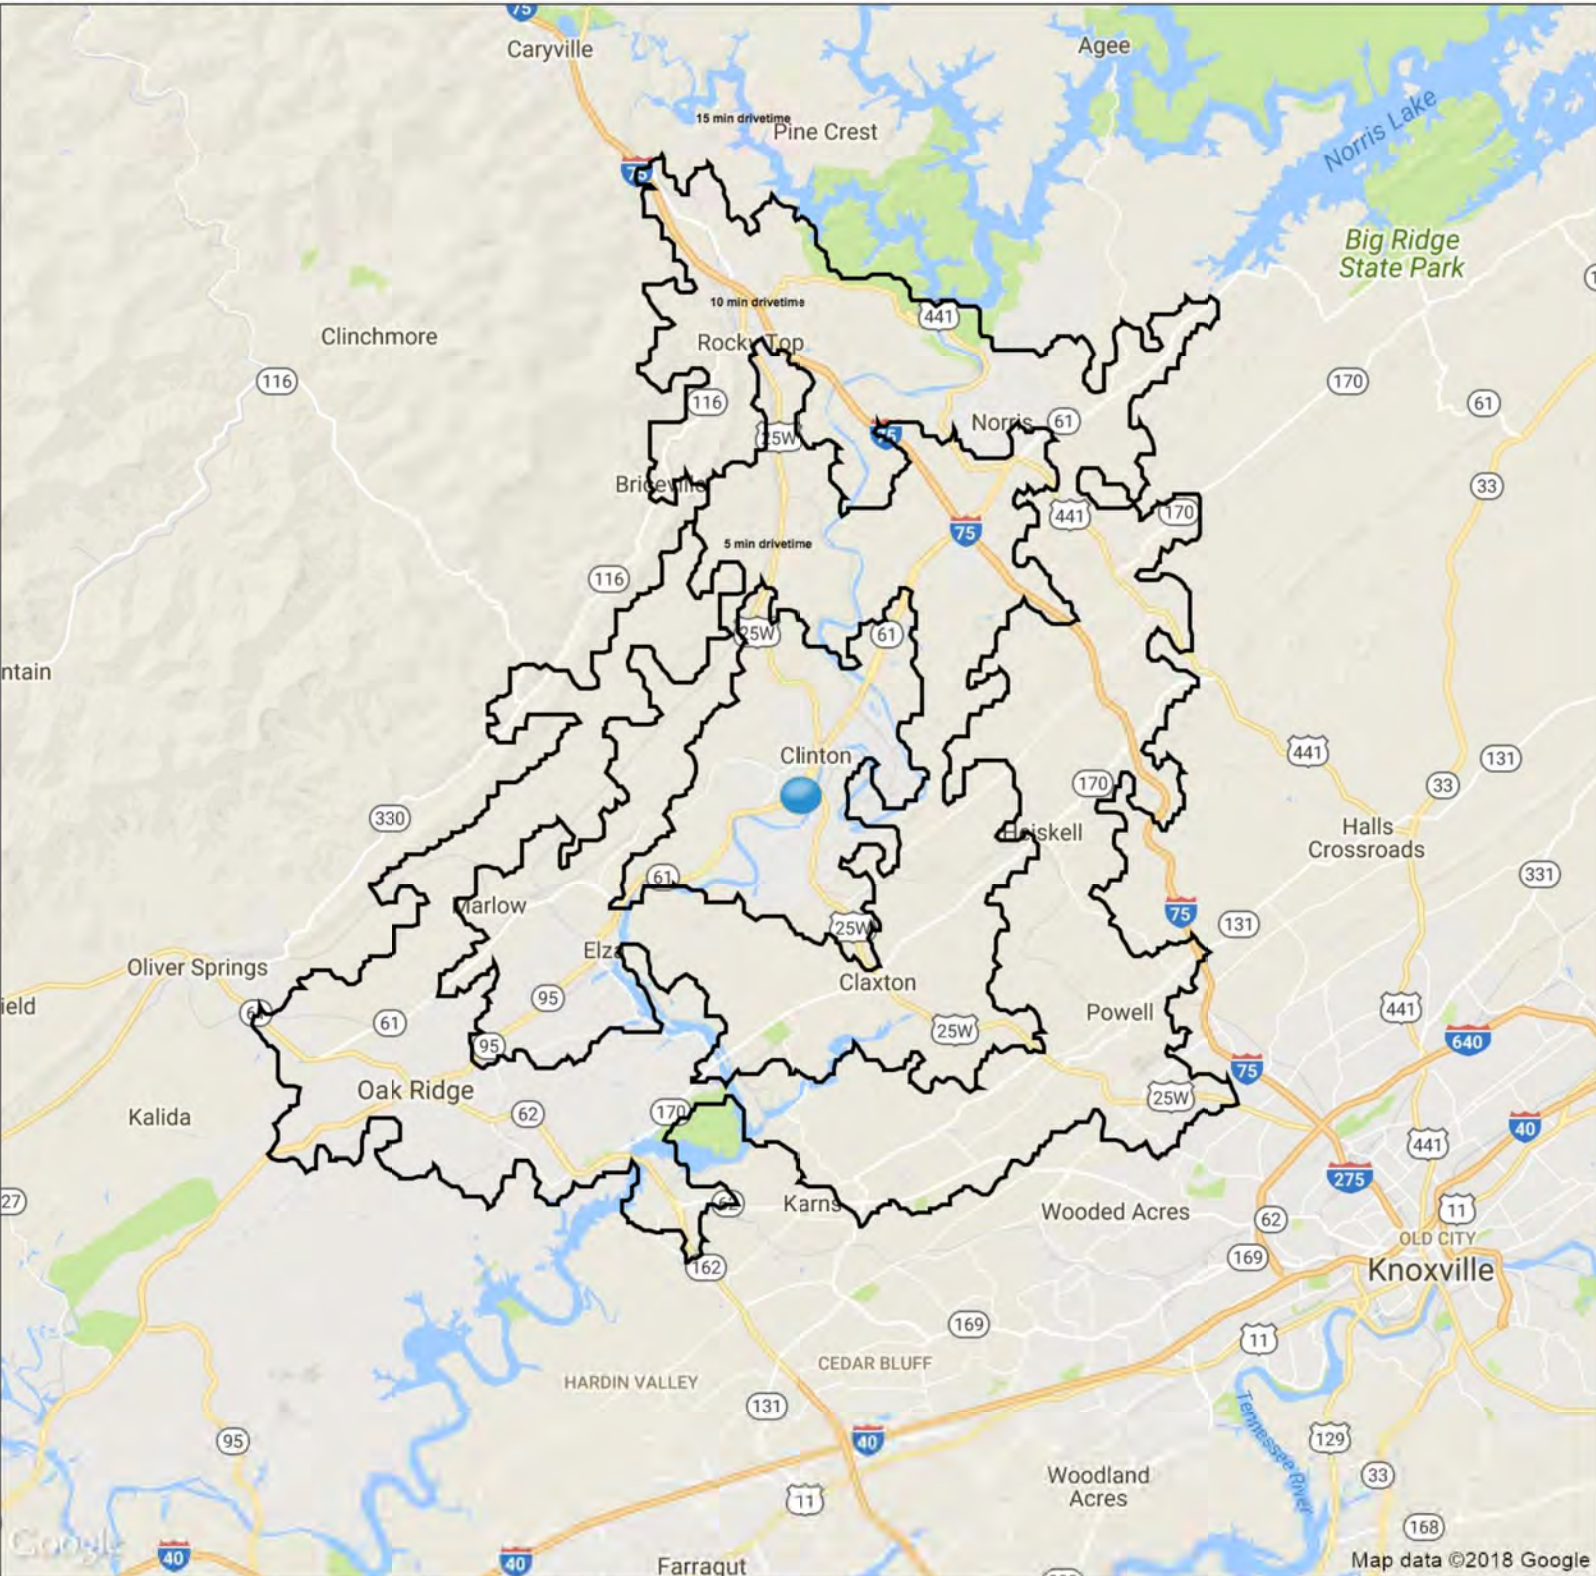 75
Caryville
Agee
15 min drivetime
Pine Crest
Norris Lake
75
Big Ridge
State Park
10 min drivetime
441
Clinchmore
Rocky Top
116
170
116
61
Norris
61
25W
75
Briceville
33
441
170
75
5 min drivetime
116
25W
61
ntain
441
131
Clinton
170
33
330
Heiskell
Halls
Crossroads
61
331
Marlow
75
25W
131
Elza
Oliver Springs
Claxton
95
ield
61
61
Powell
441
25W
95
640
75
Oak Ridge
25W
Kalida
62
170
40
441
275
27
62
Karns
Wooded Acres
62
11
OLD CITY
169
162
Knoxville
169
11
CEDAR BLUFF
HARDIN VALLEY
131
Tennessee River
95
40
129
Woodland
Acres
33
11
168
Google
40
40
Farragut
Map data ©2018 Google